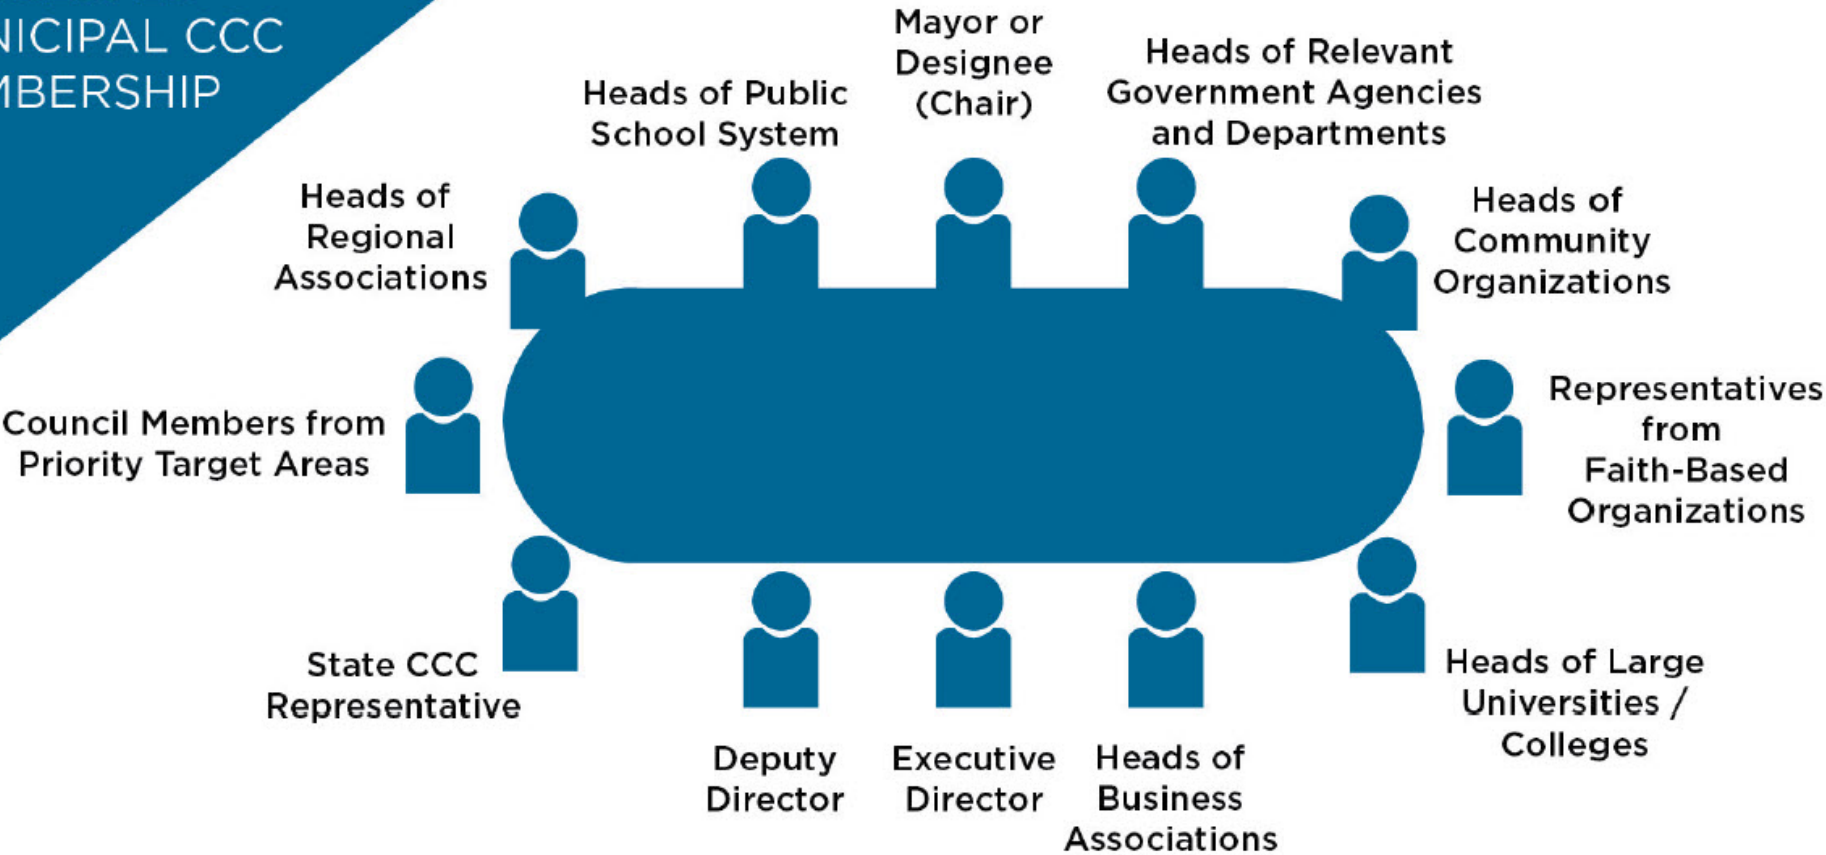 NICIPAL CCC
MBERSHIP
Mayor or
Designee
(Chair)
Heads of Public
School System
Heads of Relevant
Government Agencies
and Departments
Heads of
Regional
Associations
Heads of
Community
Organizations
Council Members from
Priority Target Areas
Representatives
from
Faith-Based
Organizations
State CCC
Representative
Heads of Large
Universities /
Colleges
Deputy
Director
Executive
Director
Heads of
Business
Associations